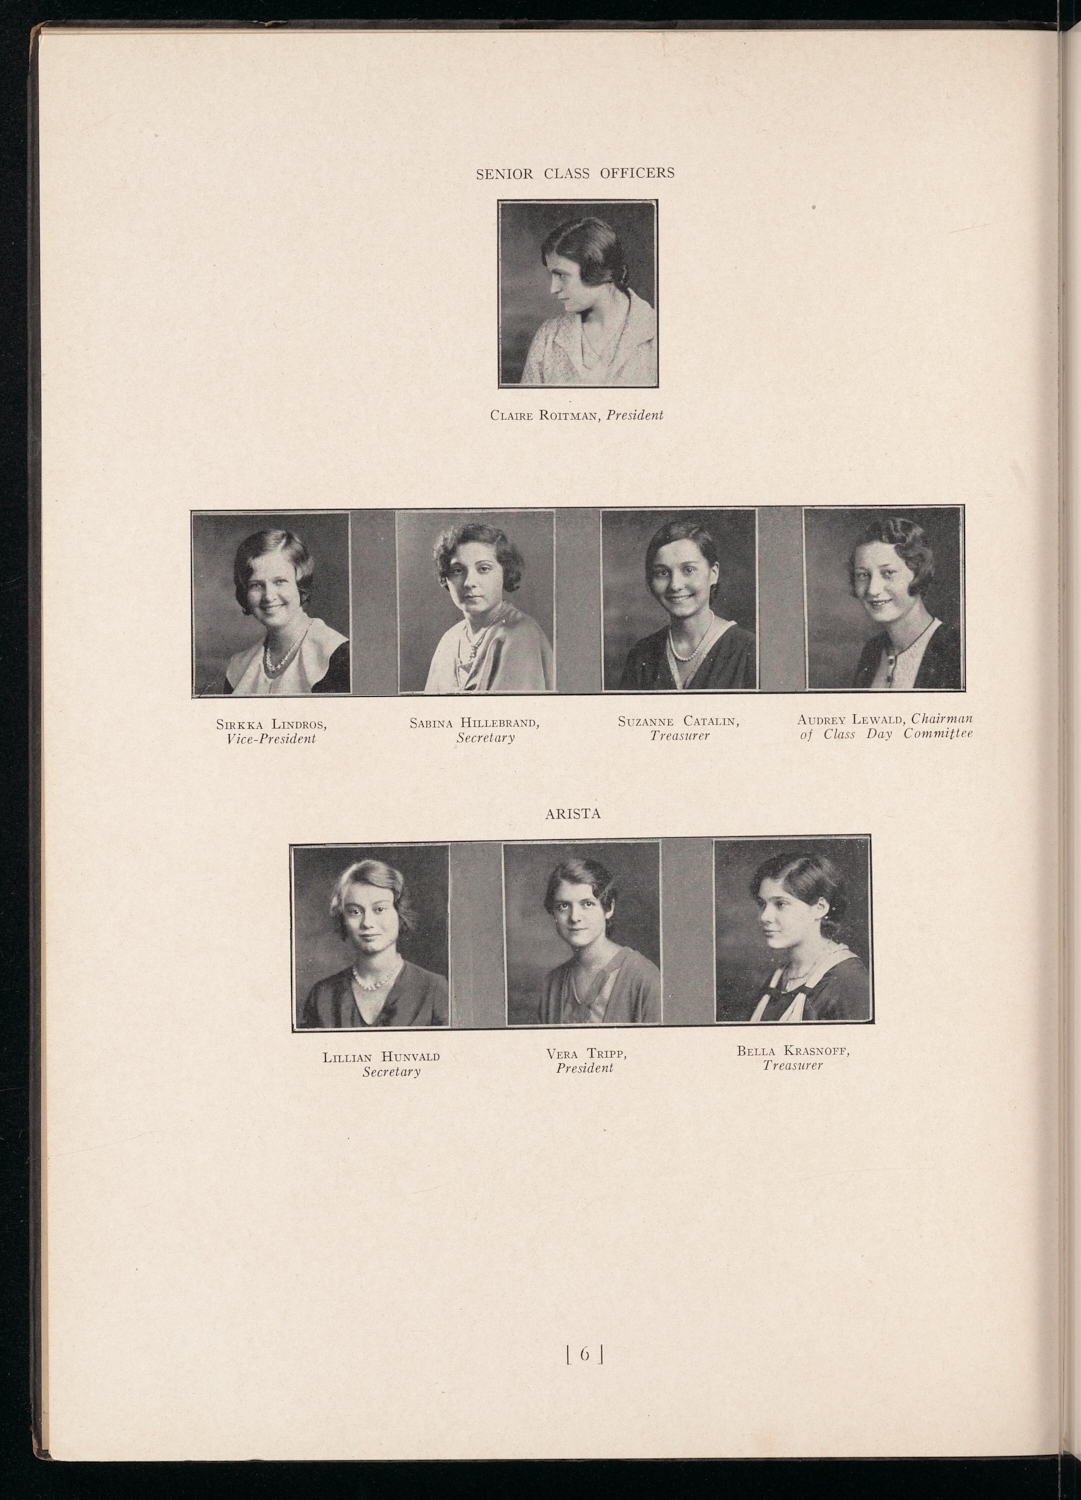 SENIOR CLASS OFFICERS
CLAIRE ROITMAN, President
SIRKKA LINDROS,
Vice-President
SABINA HILLEBRAND,
Secretary
SUZANNE CATALIN,
Treasurer
AUDREY LEWALD, Chairman
of Class Day Committee
ARISTA
LILLIAN HUNVALD
Secretary
VERA TRIPP,
President
BELLA KRASNOFF,
Treasurer
[ 6 ]